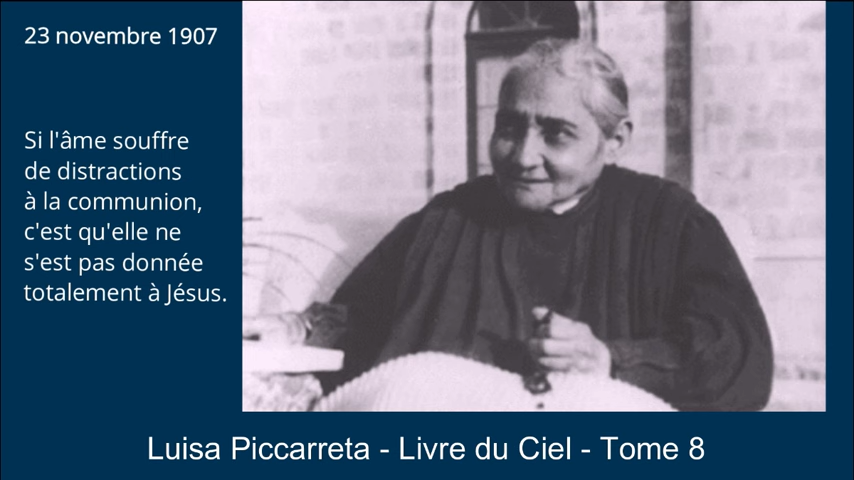 23 novembre 1907
Si l'âme souffre
de distractions
à la communion,
c'est qu'elle ne
s'est pas donnée
totalement à Jésus.
Luisa Piccarreta - Livre du Ciel - Tome 8